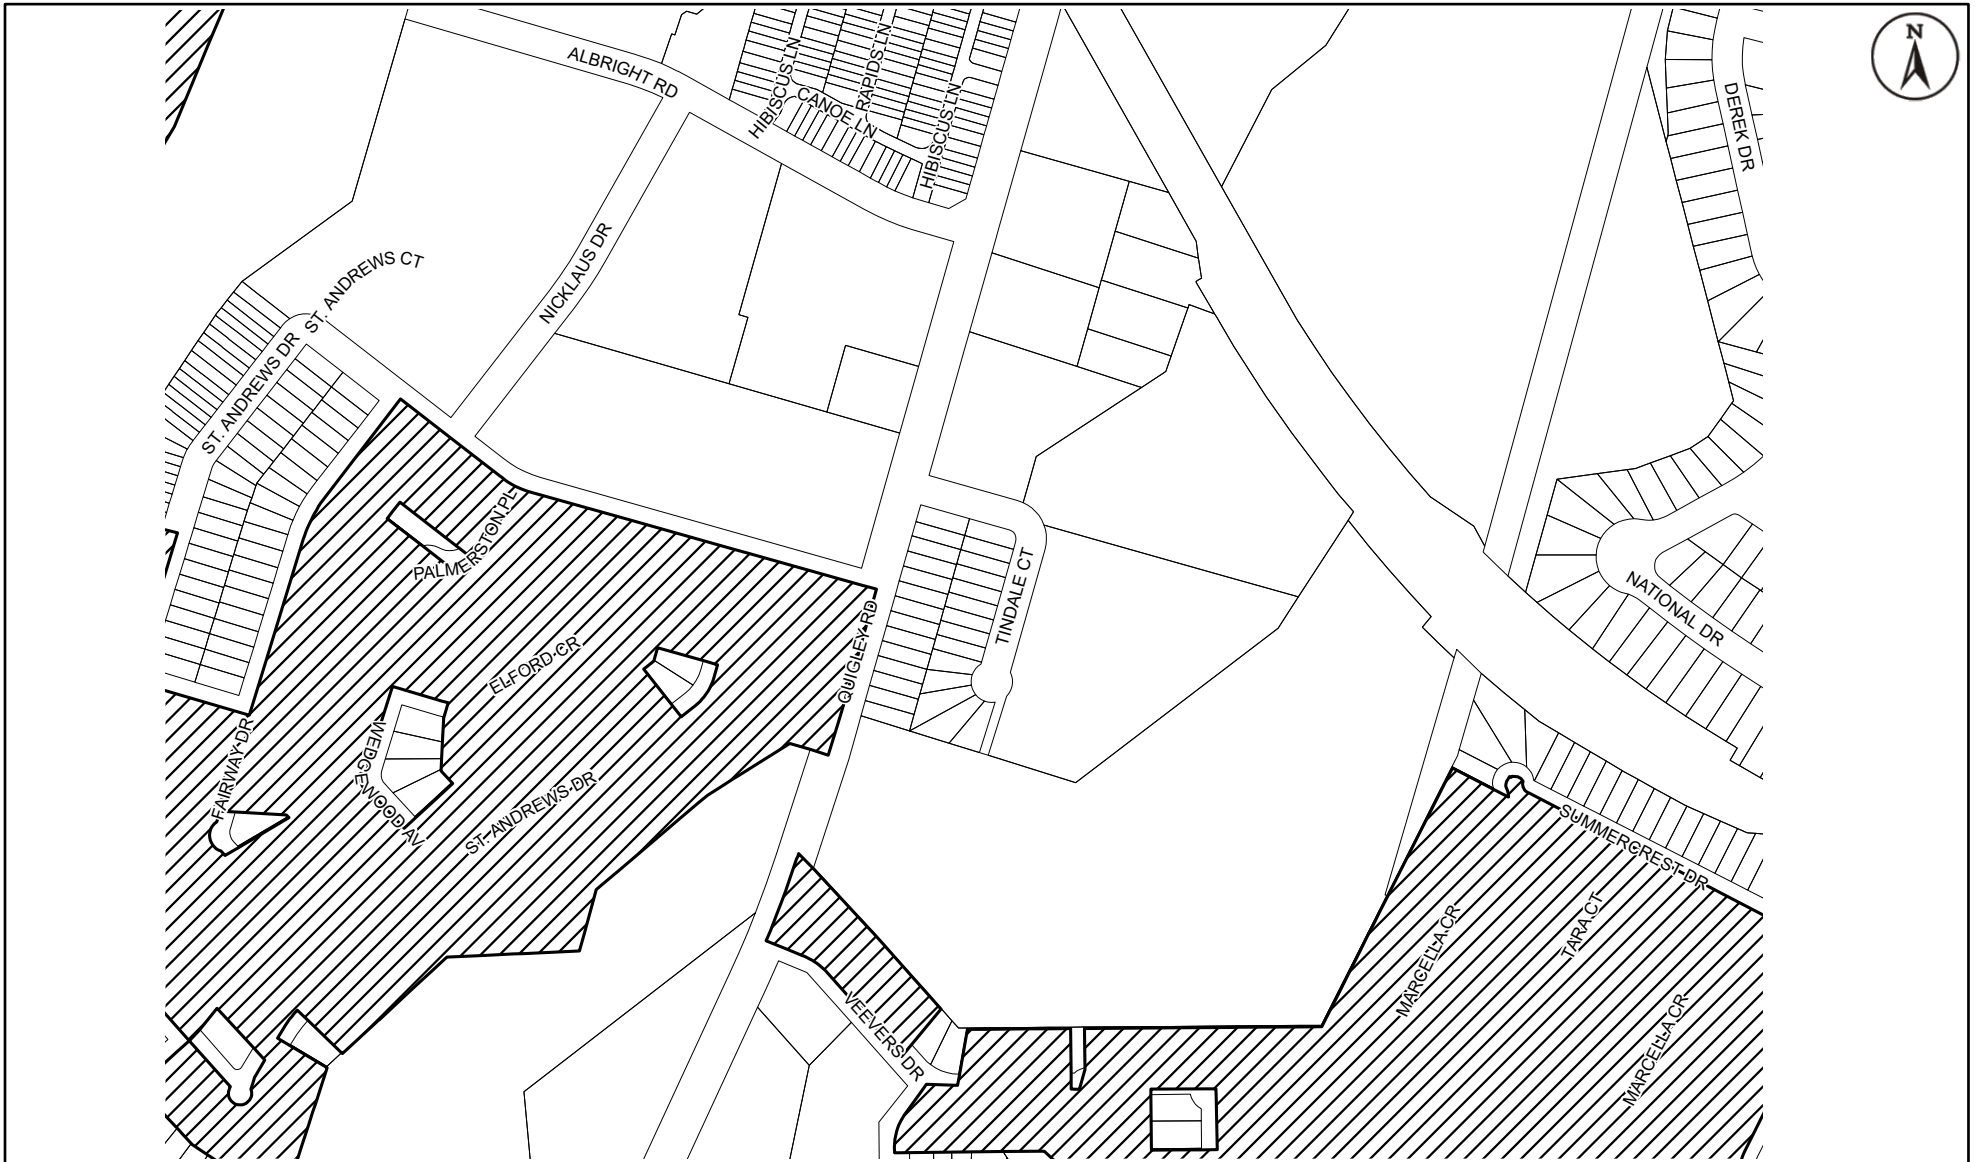 N
ALBRIGHT RD
HIBISCUS LN
RAPIDS LN
CANOE LN
HIBISCUS LN
DEREK DR
NICKLAUS DR
ST. ANDREWS CT
ST. ANDREWS DR
PALMERSTON PL
TINDALE CT
NATIONAL DR
QUIGLEY RD
ELFORD CR
FAIRWAY DR
WEDGEWOOD AV
ST. ANDREWS DR
SUMMERCREST DR
MARCELLA CR
TARA CT
VEEVERS DR
MARCELLA CR